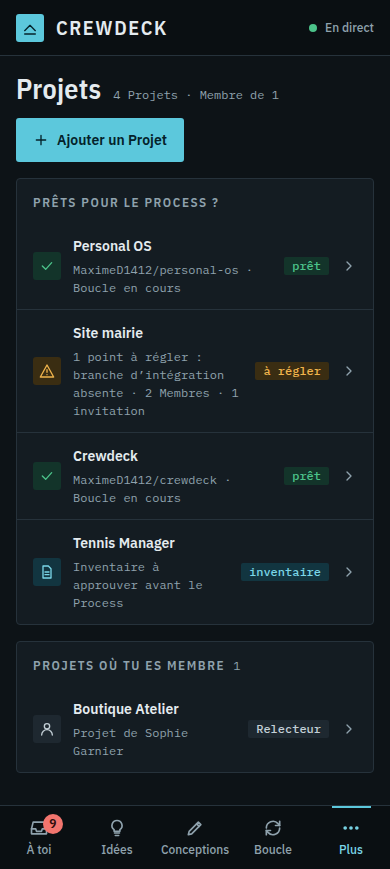 CREWDECK
En direct
Projets 4 Projets · Membre de 1
+ Ajouter un Projet
PRÊTS POUR LE PROCESS ?
Personal OS
MaximeD1412/personal-os ·
Boucle en cours
prêt
Site mairie
1 point à régler :
branche d’intégration
absente · 2 Membres · 1
invitation
à régler
Crewdeck
MaximeD1412/crewdeck ·
Boucle en cours
prêt
Tennis Manager
Inventaire à
approuver avant le
Process
inventaire
PROJETS OÙ TU ES MEMBRE 1
Boutique Atelier
Projet de Sophie
Garnier
Relecteur
9
À toi
Idées
Conceptions
Boucle
Plus